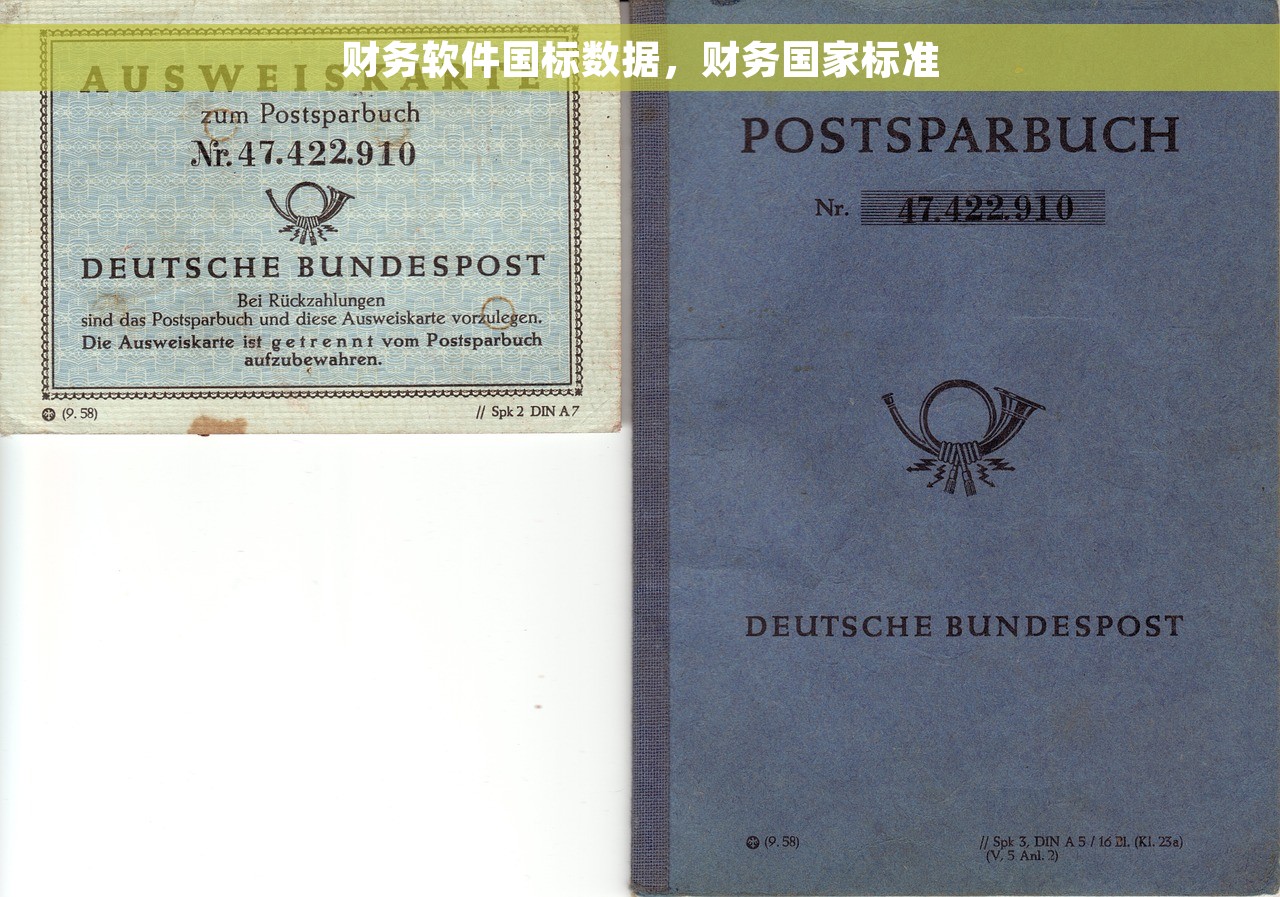 财务软件国标数据，财务国家标准
AUSWEISKARTE
zum Postsparbuch
Nr. 47.422.910
DEUTSCHE BUNDESPOST
Bei Rückzahlungen
sind das Postsparbuch und diese Ausweiskarte vorzulegen.
Die Ausweiskarte ist getrennt vom Postsparbuch
aufzubewahren.
(9. 58)
// Spk 2 DIN A 7
POSTSPARBUCH
Nr. 47.422.910
DEUTSCHE BUNDESPOST
(9. 58)
// Spk 3, DIN A 5 / 16 Bl. (Kl. 23a)
(V, 5 Anl. 2)